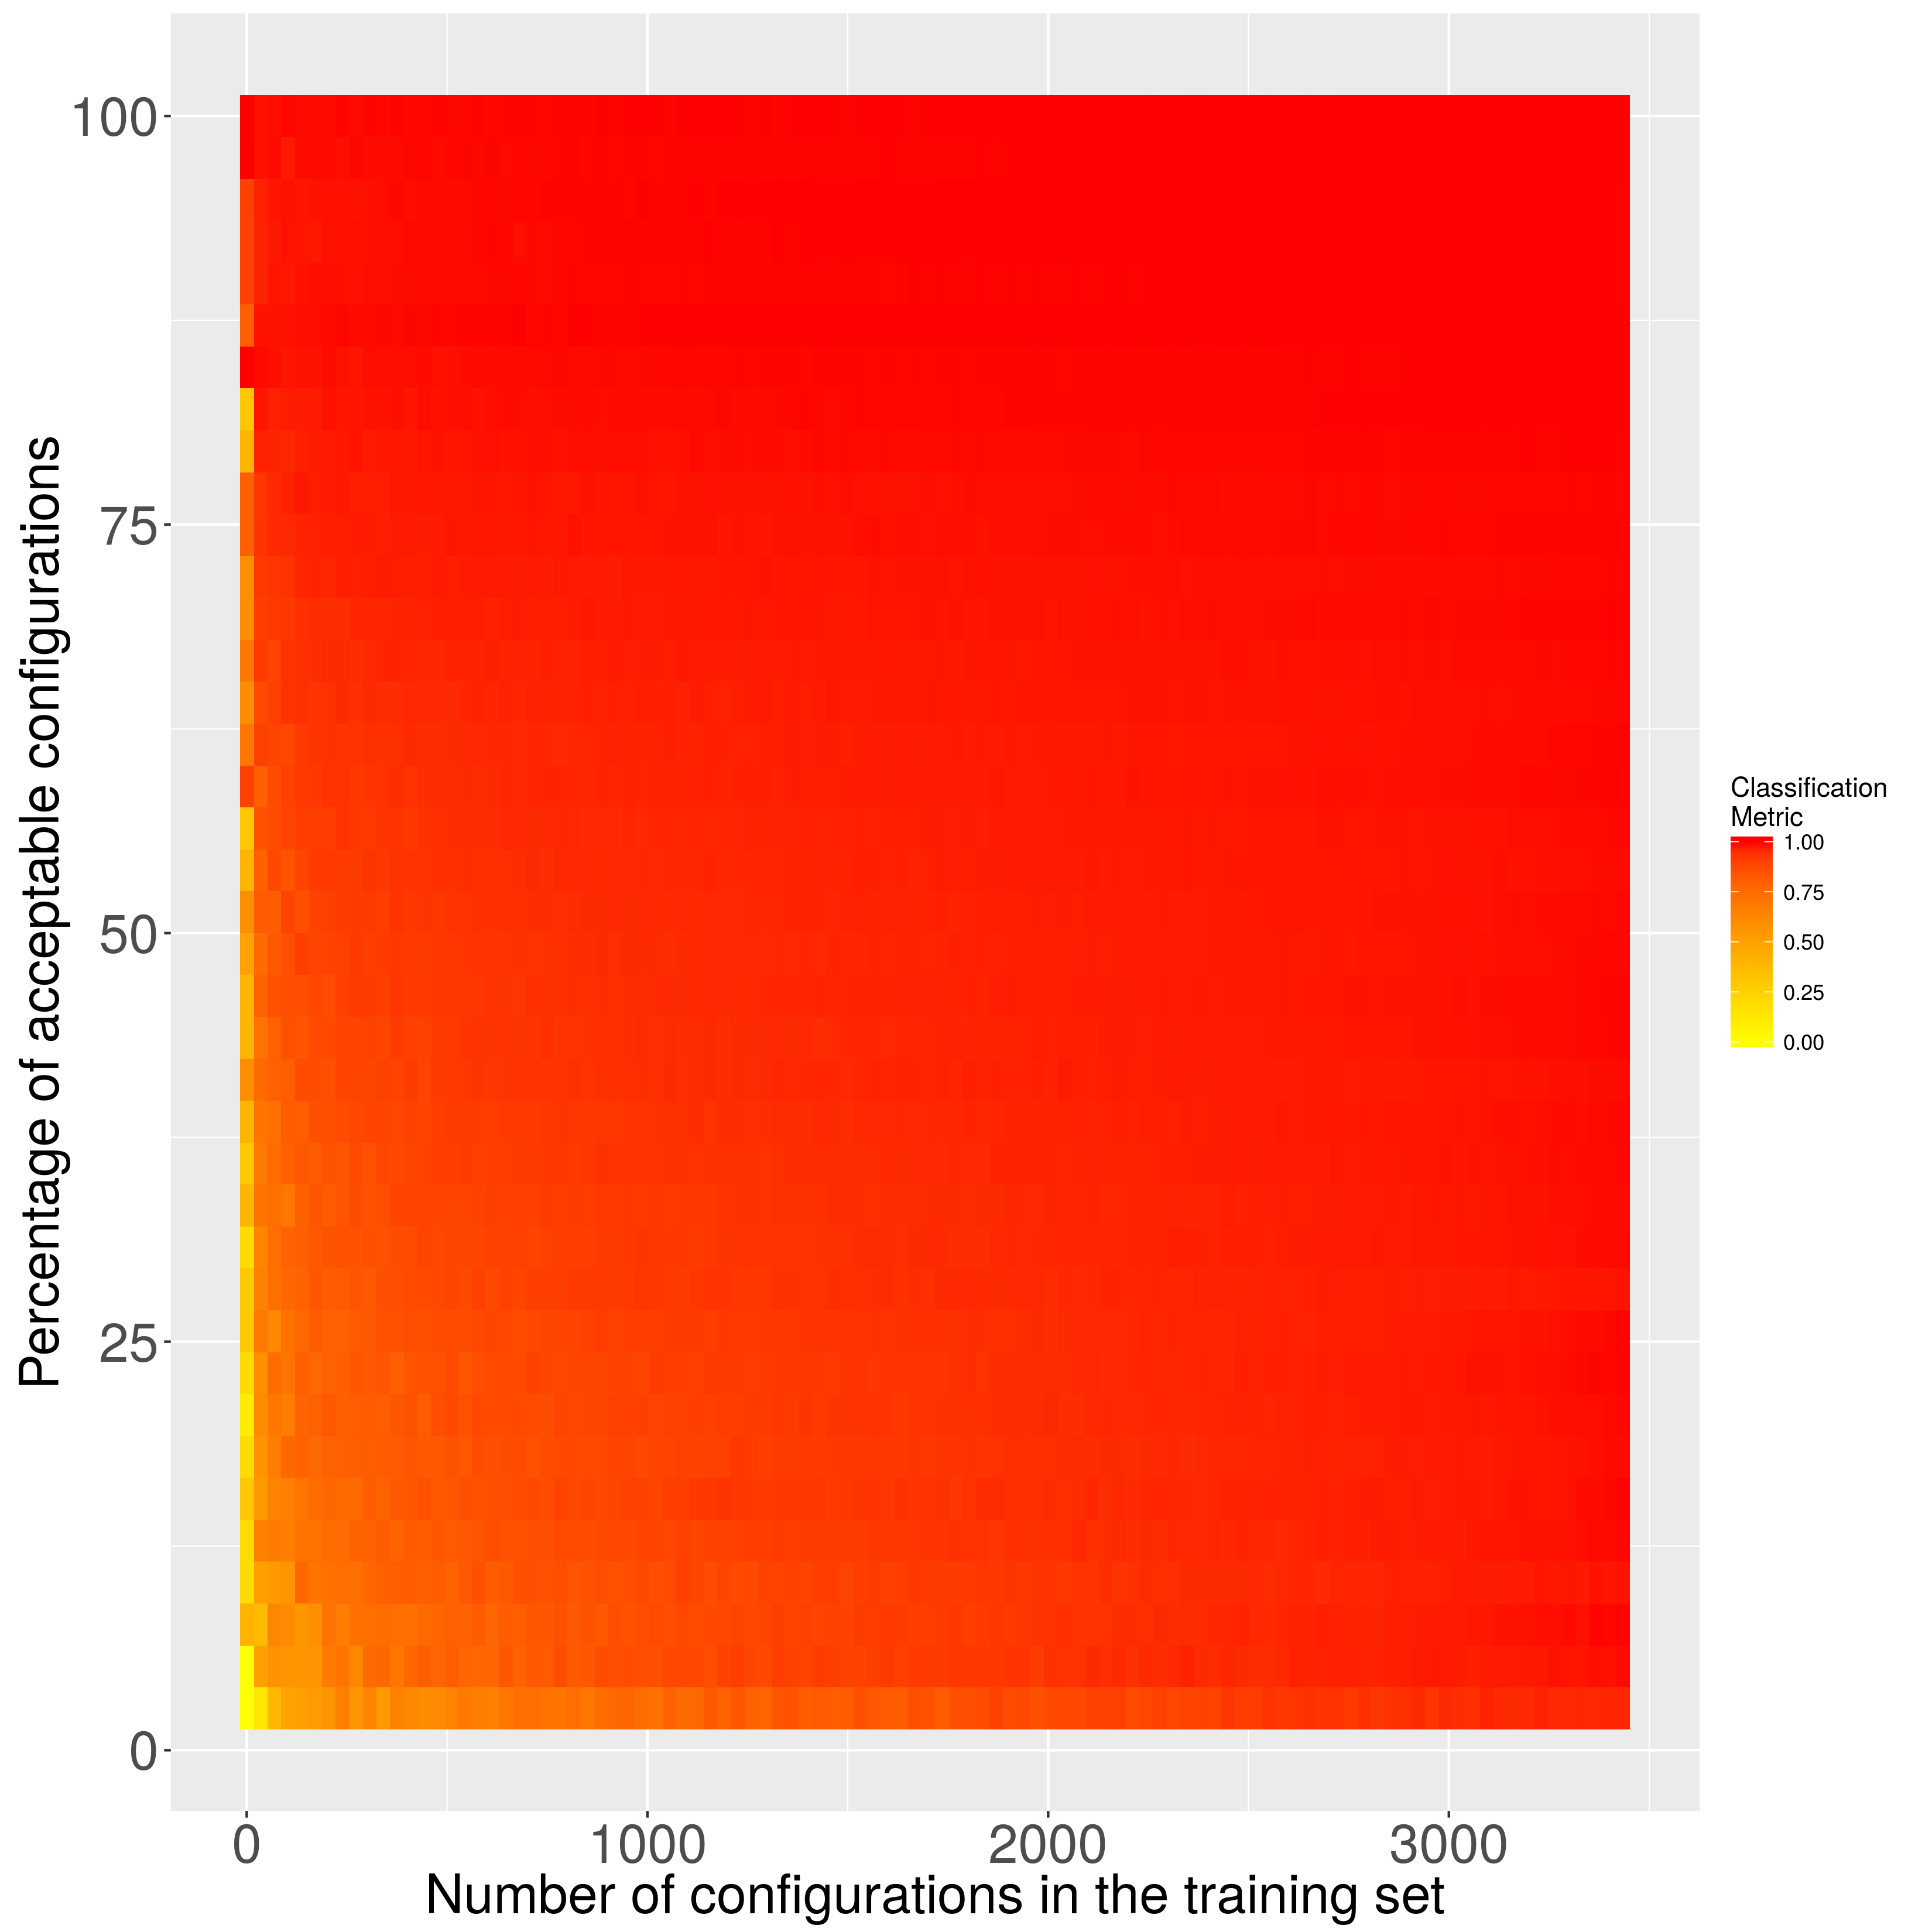 100
75
50
25
0
Percentage of acceptable configurations
0 1000 2000 3000
Number of configurations in the training set
Classification
Metric
1.00
0.75
0.50
0.25
0.00